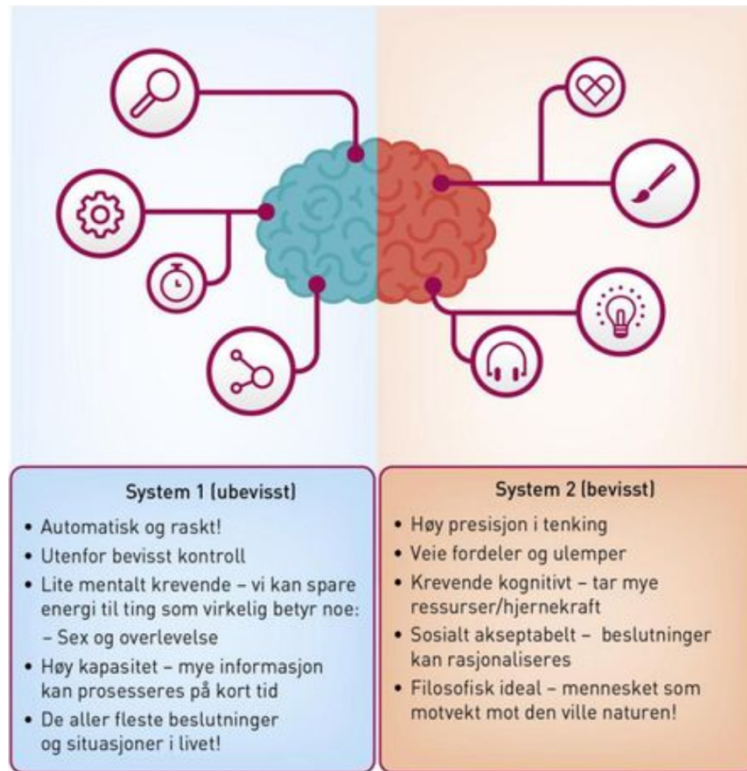 System 1 (ubevisst)
• Automatisk og raskt!
• Utenfor bevisst kontroll
• Lite mentalt krevende – vi kan spare
energi til ting som virkelig betyr noe:
– Sex og overlevelse
• Høy kapasitet – mye informasjon
kan prosesseres på kort tid
• De aller fleste beslutninger
og situasjoner i livet!
System 2 (bevisst)
• Høy presisjon i tenking
• Veie fordeler og ulemper
• Krevende kognitivt – tar mye
ressurser/hjernekraft
• Sosialt akseptabelt – beslutninger
kan rasjonaliseres
• Filosofisk ideal – mennesket som
motvekt mot den ville naturen!